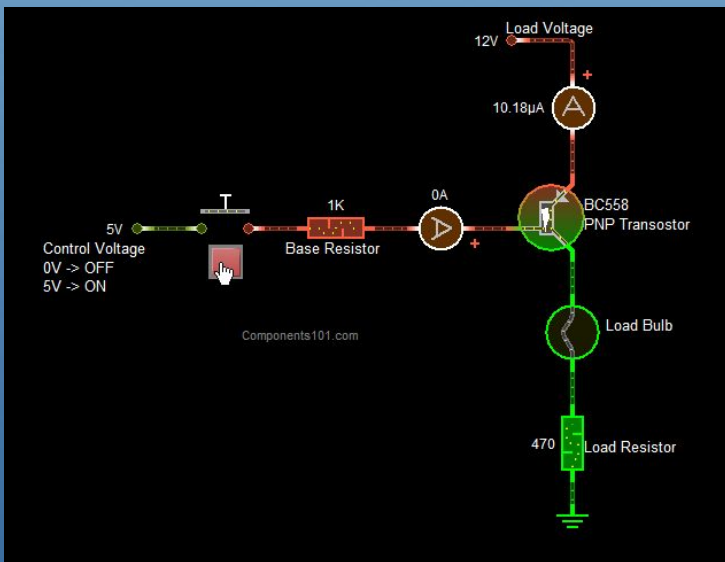 Load Voltage
12V
+
10.18µA
A
BC558
PNP Transostor
0A
A
+
1K
Base Resistor
5V
Control Voltage
0V -> OFF
5V -> ON
Components101.com
Load Bulb
470
Load Resistor